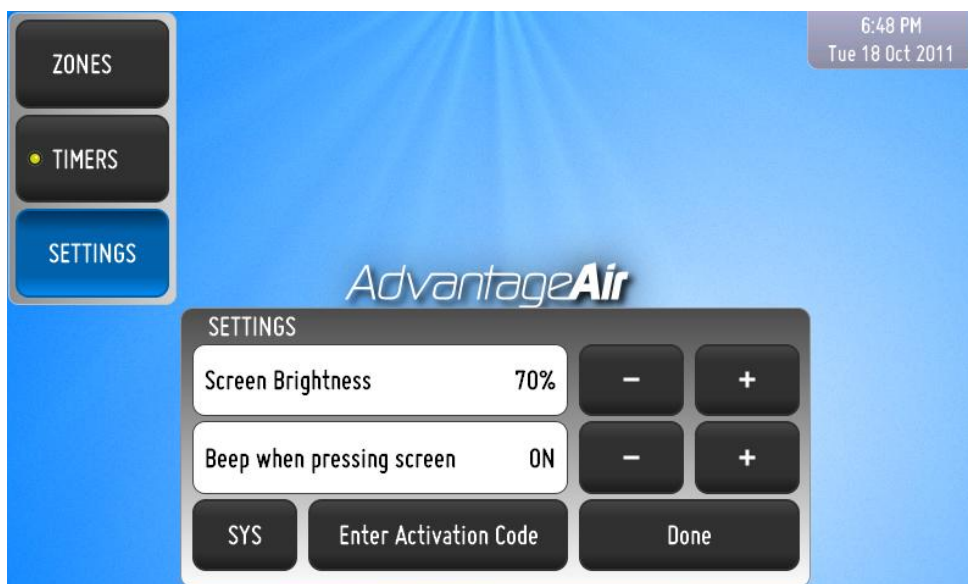 ZONES
TIMERS
SETTINGS
6:48 PM
Tue 18 Oct 2011
AdvantageAir
SETTINGS
Screen Brightness 70% − +
Beep when pressing screen ON − +
SYS Enter Activation Code Done